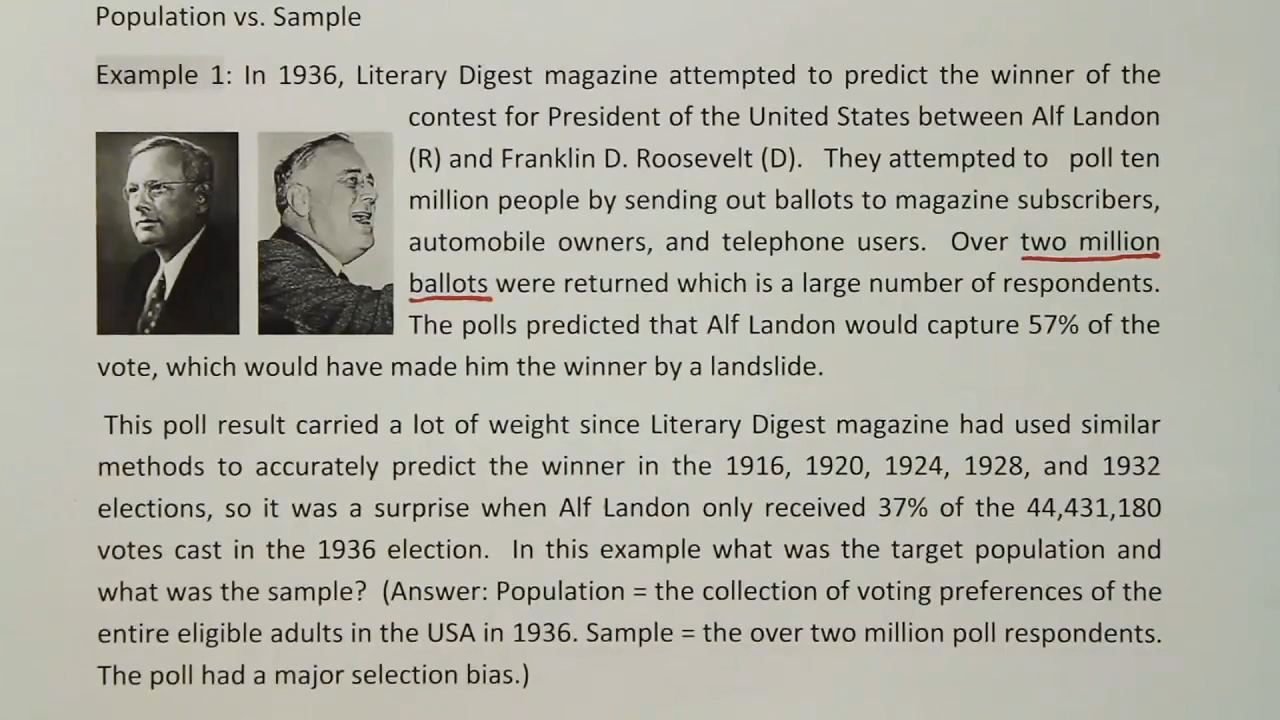 Population vs. Sample
Example 1: In 1936, Literary Digest magazine attempted to predict the winner of the
contest for President of the United States between Alf Landon
(R) and Franklin D. Roosevelt (D). They attempted to poll ten
million people by sending out ballots to magazine subscribers,
automobile owners, and telephone users. Over two million
ballots were returned which is a large number of respondents.
The polls predicted that Alf Landon would capture 57% of the
vote, which would have made him the winner by a landslide.
This poll result carried a lot of weight since Literary Digest magazine had used similar
methods to accurately predict the winner in the 1916, 1920, 1924, 1928, and 1932
elections, so it was a surprise when Alf Landon only received 37% of the 44,431,180
votes cast in the 1936 election. In this example what was the target population and
what was the sample? (Answer: Population = the collection of voting preferences of the
entire eligible adults in the USA in 1936. Sample = the over two million poll respondents.
The poll had a major selection bias.)